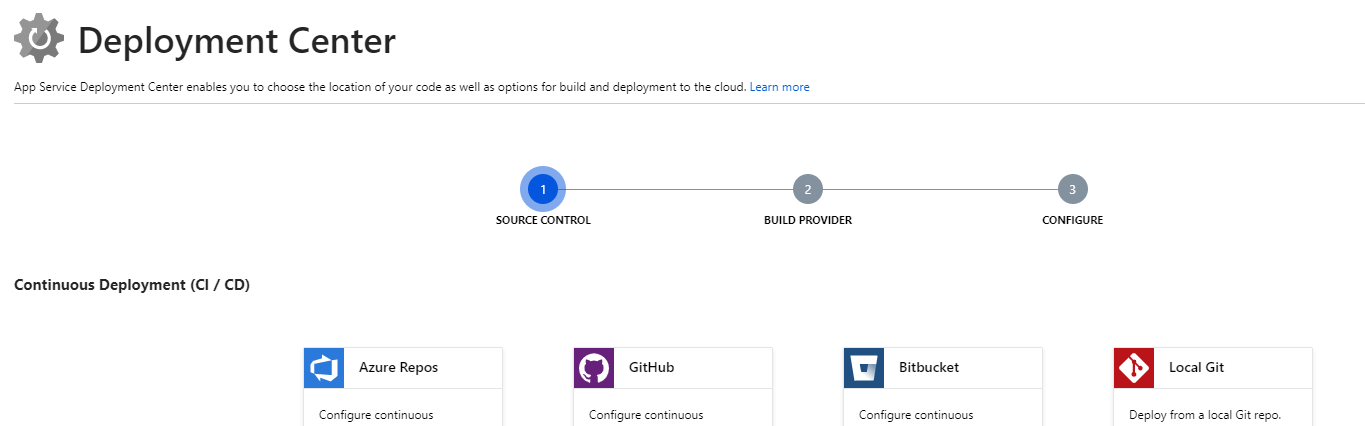 Deployment Center
App Service Deployment Center enables you to choose the location of your code as well as options for build and deployment to the cloud. Learn more
1
2
3
SOURCE CONTROL
BUILD PROVIDER
CONFIGURE
Continuous Deployment (CI / CD)
Azure Repos
GitHub
Bitbucket
Local Git
Configure continuous
Configure continuous
Configure continuous
Deploy from a local Git repo.